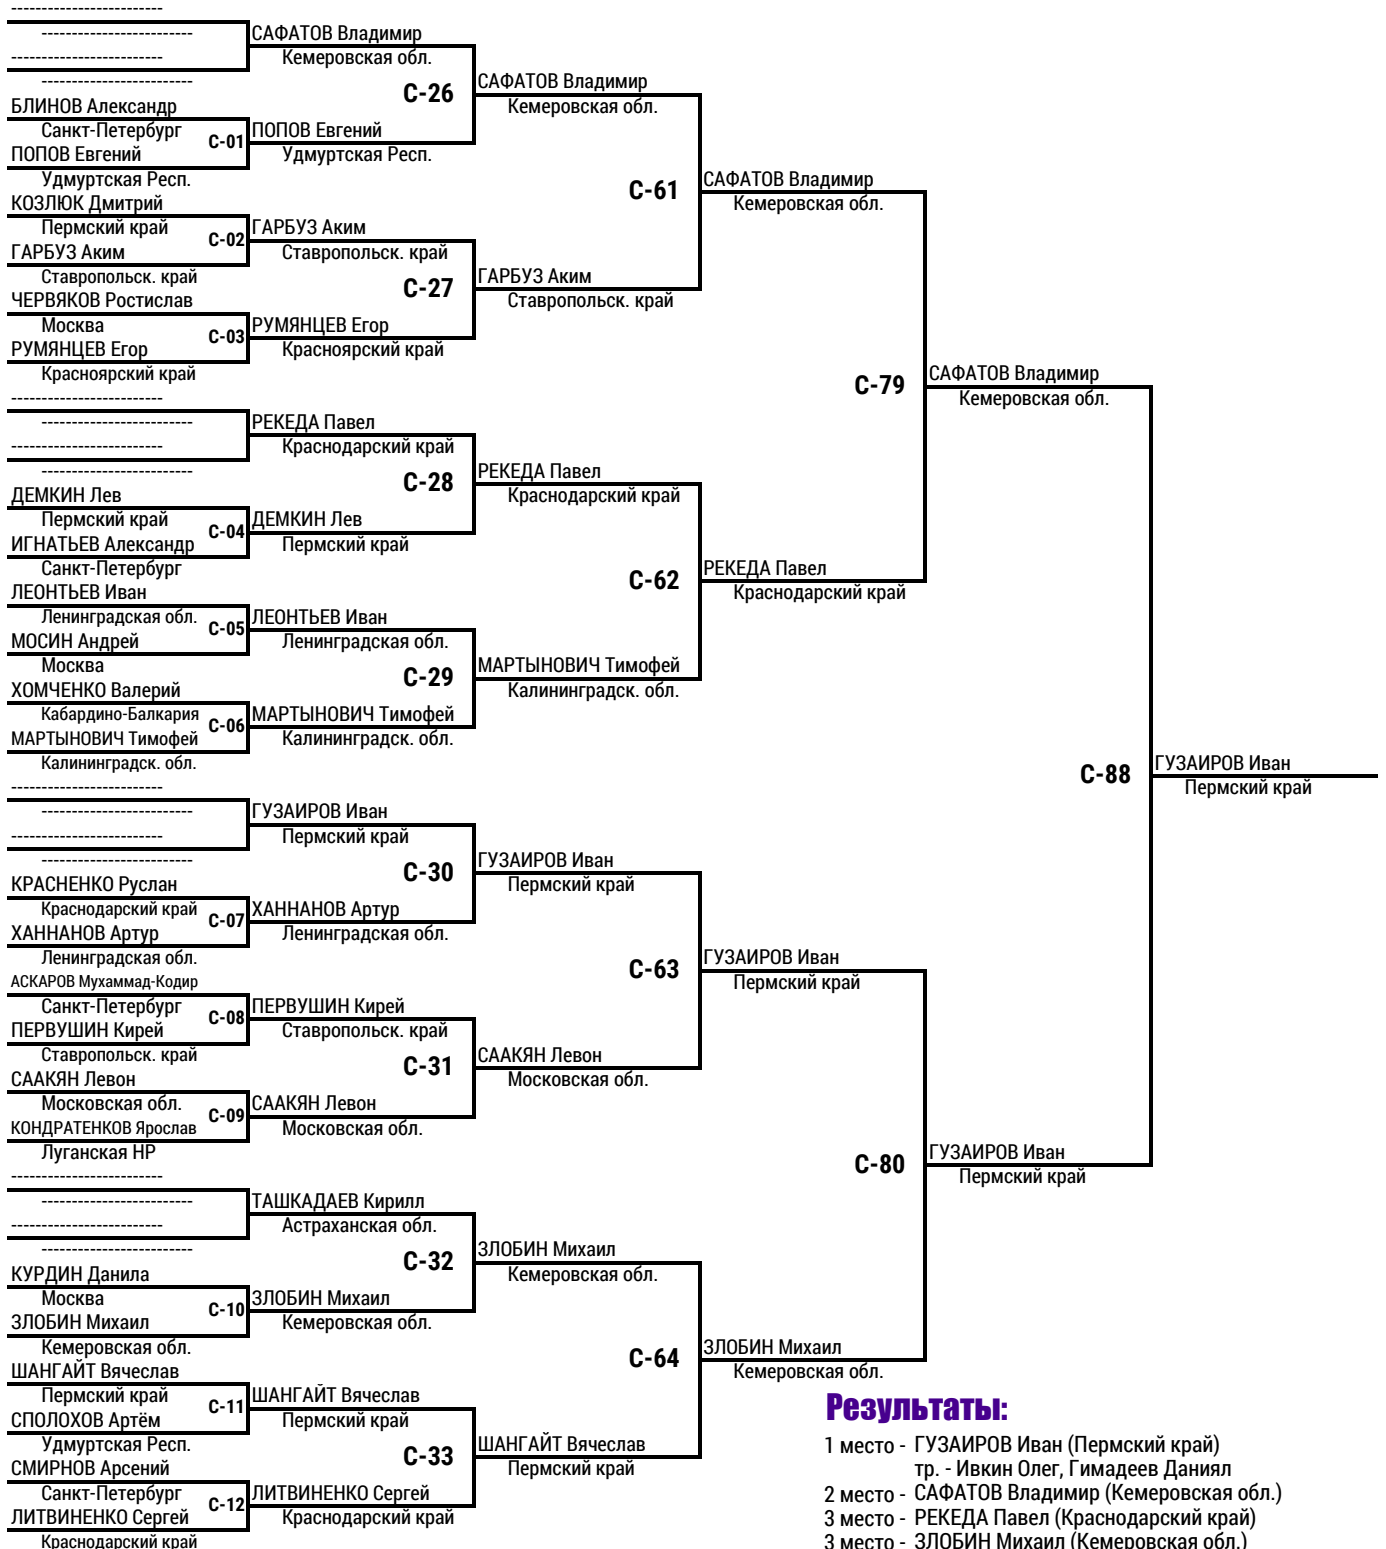 -------------------------
-------------------------
-------------------------
-------------------------
БЛИНОВ Александр
Санкт-Петербург
C-01
ПОПОВ Евгений
Удмуртская Респ.
КОЗЛЮК Дмитрий
Пермский край
C-02
ГАРБУЗ Аким
Ставропольск. край
ЧЕРВЯКОВ Ростислав
Москва
C-03
РУМЯНЦЕВ Егор
Красноярский край
-------------------------
-------------------------
-------------------------
-------------------------
ДЕМКИН Лев
Пермский край
C-04
ИГНАТЬЕВ Александр
Санкт-Петербург
ЛЕОНТЬЕВ Иван
Ленинградская обл.
C-05
МОСИН Андрей
Москва
ХОМЧЕНКО Валерий
Кабардино-Балкария
C-06
МАРТЫНОВИЧ Тимофей
Калининградск. обл.
-------------------------
-------------------------
-------------------------
-------------------------
КРАСНЕНКО Руслан
Краснодарский край
C-07
ХАННАНОВ Артур
Ленинградская обл.
АСКАРОВ Мухаммад-Кодир
Санкт-Петербург
C-08
ПЕРВУШИН Кирей
Ставропольск. край
СААКЯН Левон
Московская обл.
C-09
КОНДРАТЕНКОВ Ярослав
Луганская НР
-------------------------
-------------------------
-------------------------
-------------------------
КУРДИН Данила
Москва
C-10
ЗЛОБИН Михаил
Кемеровская обл.
ШАНГАЙТ Вячеслав
Пермский край
C-11
СПОЛОХОВ Артём
Удмуртская Респ.
СМИРНОВ Арсений
Санкт-Петербург
C-12
ЛИТВИНЕНКО Сергей
Краснодарский край
САФАТОВ Владимир
Кемеровская обл.
C-26
ПОПОВ Евгений
Удмуртская Респ.
ГАРБУЗ Аким
Ставропольск. край
C-27
РУМЯНЦЕВ Егор
Красноярский край
РЕКЕДА Павел
Краснодарский край
C-28
ДЕМКИН Лев
Пермский край
ЛЕОНТЬЕВ Иван
Ленинградская обл.
C-29
МАРТЫНОВИЧ Тимофей
Калининградск. обл.
ГУЗАИРОВ Иван
Пермский край
C-30
ХАННАНОВ Артур
Ленинградская обл.
ПЕРВУШИН Кирей
Ставропольск. край
C-31
СААКЯН Левон
Московская обл.
ТАШКАДАЕВ Кирилл
Астраханская обл.
C-32
ЗЛОБИН Михаил
Кемеровская обл.
ШАНГАЙТ Вячеслав
Пермский край
C-33
ЛИТВИНЕНКО Сергей
Краснодарский край
САФАТОВ Владимир
Кемеровская обл.
C-61
ГАРБУЗ Аким
Ставропольск. край
РЕКЕДА Павел
Краснодарский край
C-62
МАРТЫНОВИЧ Тимофей
Калининградск. обл.
ГУЗАИРОВ Иван
Пермский край
C-63
СААКЯН Левон
Московская обл.
ЗЛОБИН Михаил
Кемеровская обл.
C-64
ШАНГАЙТ Вячеслав
Пермский край
САФАТОВ Владимир
Кемеровская обл.
C-79
РЕКЕДА Павел
Краснодарский край
ГУЗАИРОВ Иван
Пермский край
C-80
ЗЛОБИН Михаил
Кемеровская обл.
САФАТОВ Владимир
Кемеровская обл.
C-88
ГУЗАИРОВ Иван
Пермский край
ГУЗАИРОВ Иван
Пермский край
Результаты:
1 место - ГУЗАИРОВ Иван (Пермский край)
тр. - Ивкин Олег, Гимадеев Даниял
2 место - САФАТОВ Владимир (Кемеровская обл.)
3 место - РЕКЕДА Павел (Краснодарский край)
3 место - ЗЛОБИН Михаил (Кемеровская обл.)